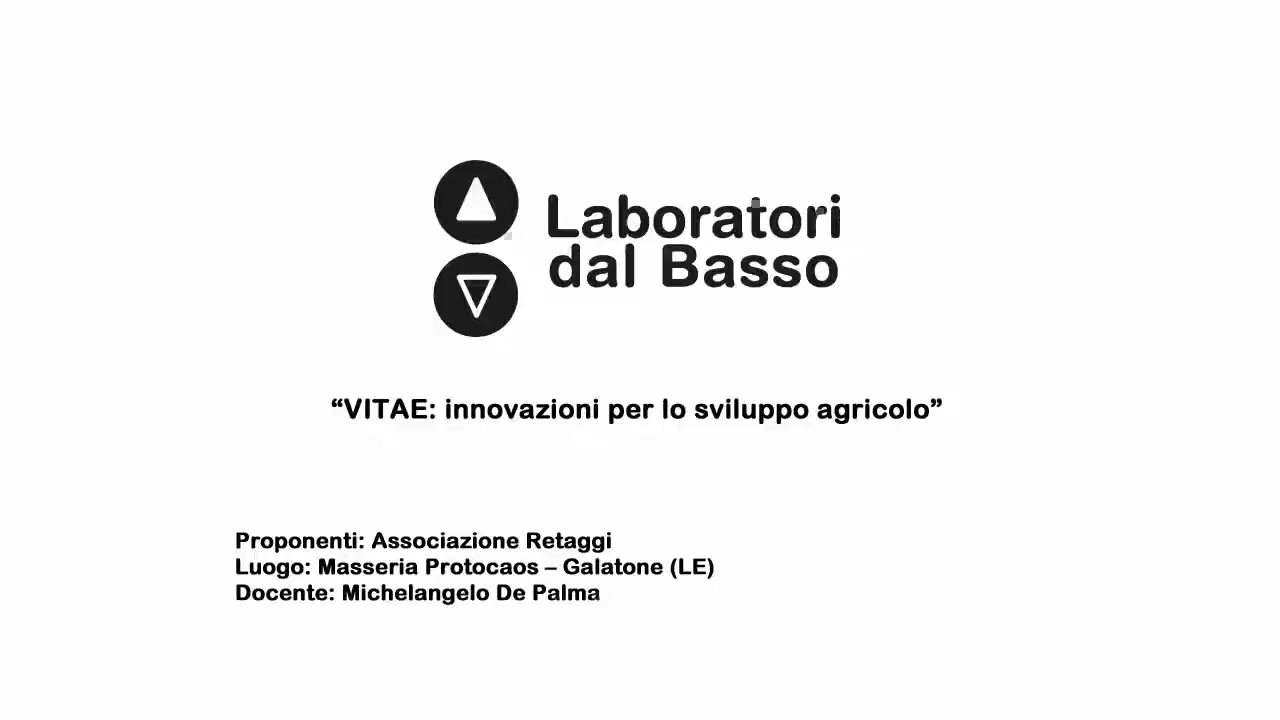 Laboratori
dal Basso
“VITAE: innovazioni per lo sviluppo agricolo”
Proponenti: Associazione Retaggi
Luogo: Masseria Protocaos – Galatone (LE)
Docente: Michelangelo De Palma